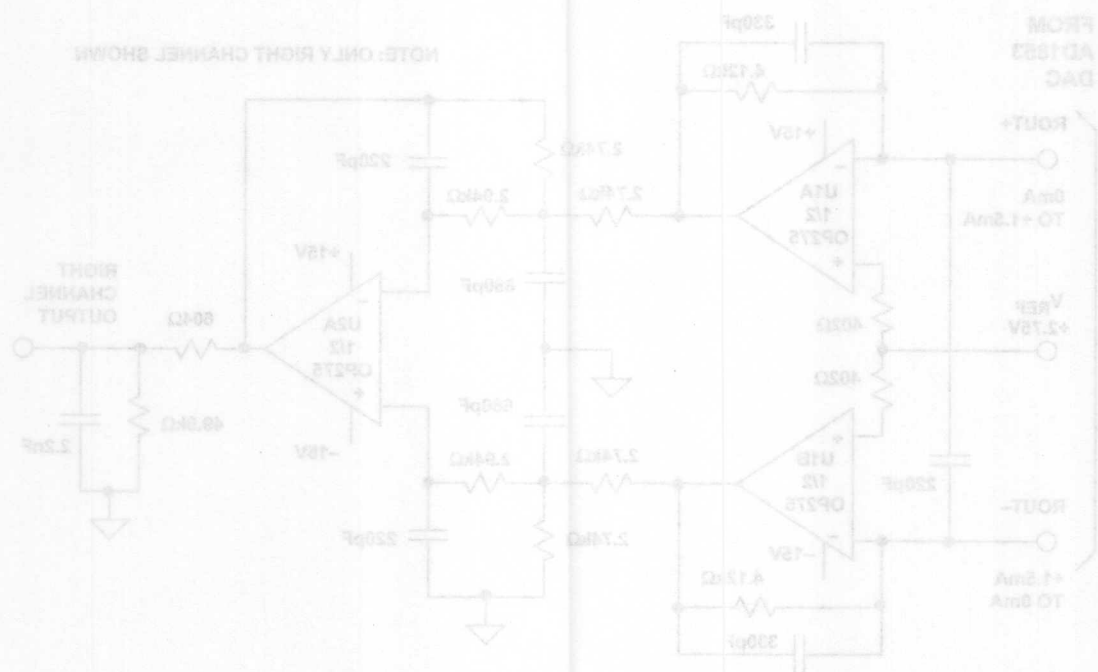 NOTE: ONLY RIGHT CHANNEL SHOWN
FROM
AD1853
DAC
330pF
4.12kΩ
+15V
ROUT+
0mA
TO +1.5mA
U1A
1/2
OP275
2.74kΩ
2.74kΩ
2.94kΩ
220pF
680pF
402Ω
VREF
+2.75V
402Ω
+15V
U2A
1/2
OP275
-15V
604Ω
RIGHT
CHANNEL
OUTPUT
49.9kΩ
2.2nF
680pF
2.94kΩ
2.74kΩ
2.74kΩ
220pF
U1B
1/2
OP275
-15V
220pF
ROUT-
+1.5mA
TO 0mA
4.12kΩ
330pF